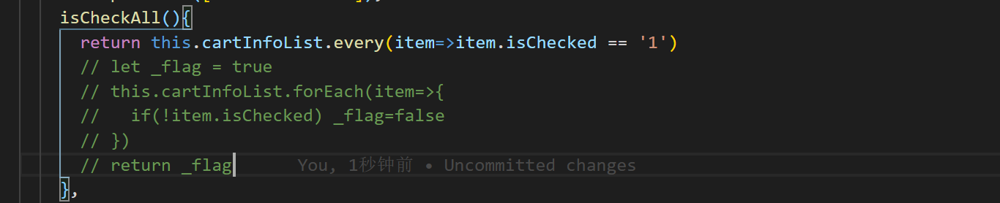 isCheckAll(){
return this.cartInfoList.every(item=>item.isChecked == '1')
// let _flag = true
// this.cartInfoList.forEach(item=>{
//   if(!item.isChecked) _flag=false
// })
// return _flag You, 1秒钟前 • Uncommitted changes
},